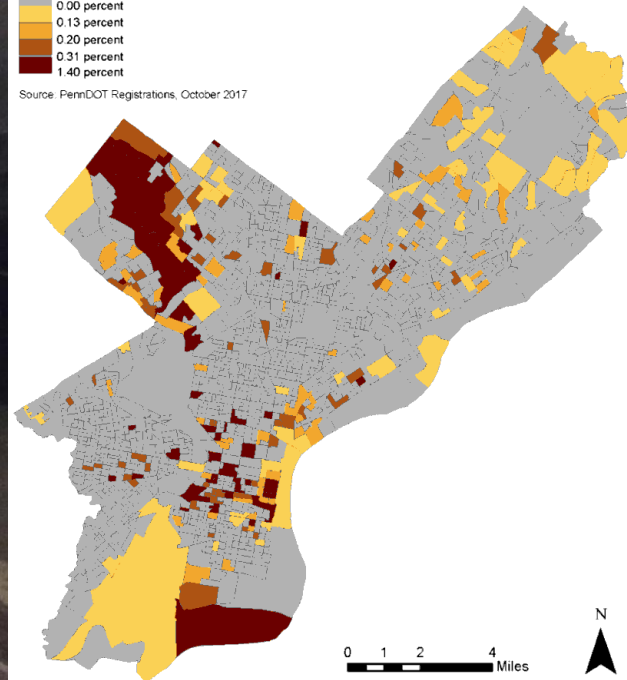 0.00 percent
0.13 percent
0.20 percent
0.31 percent
1.40 percent
Source: PennDOT Registrations, October 2017
N
0 1 2 4
Miles